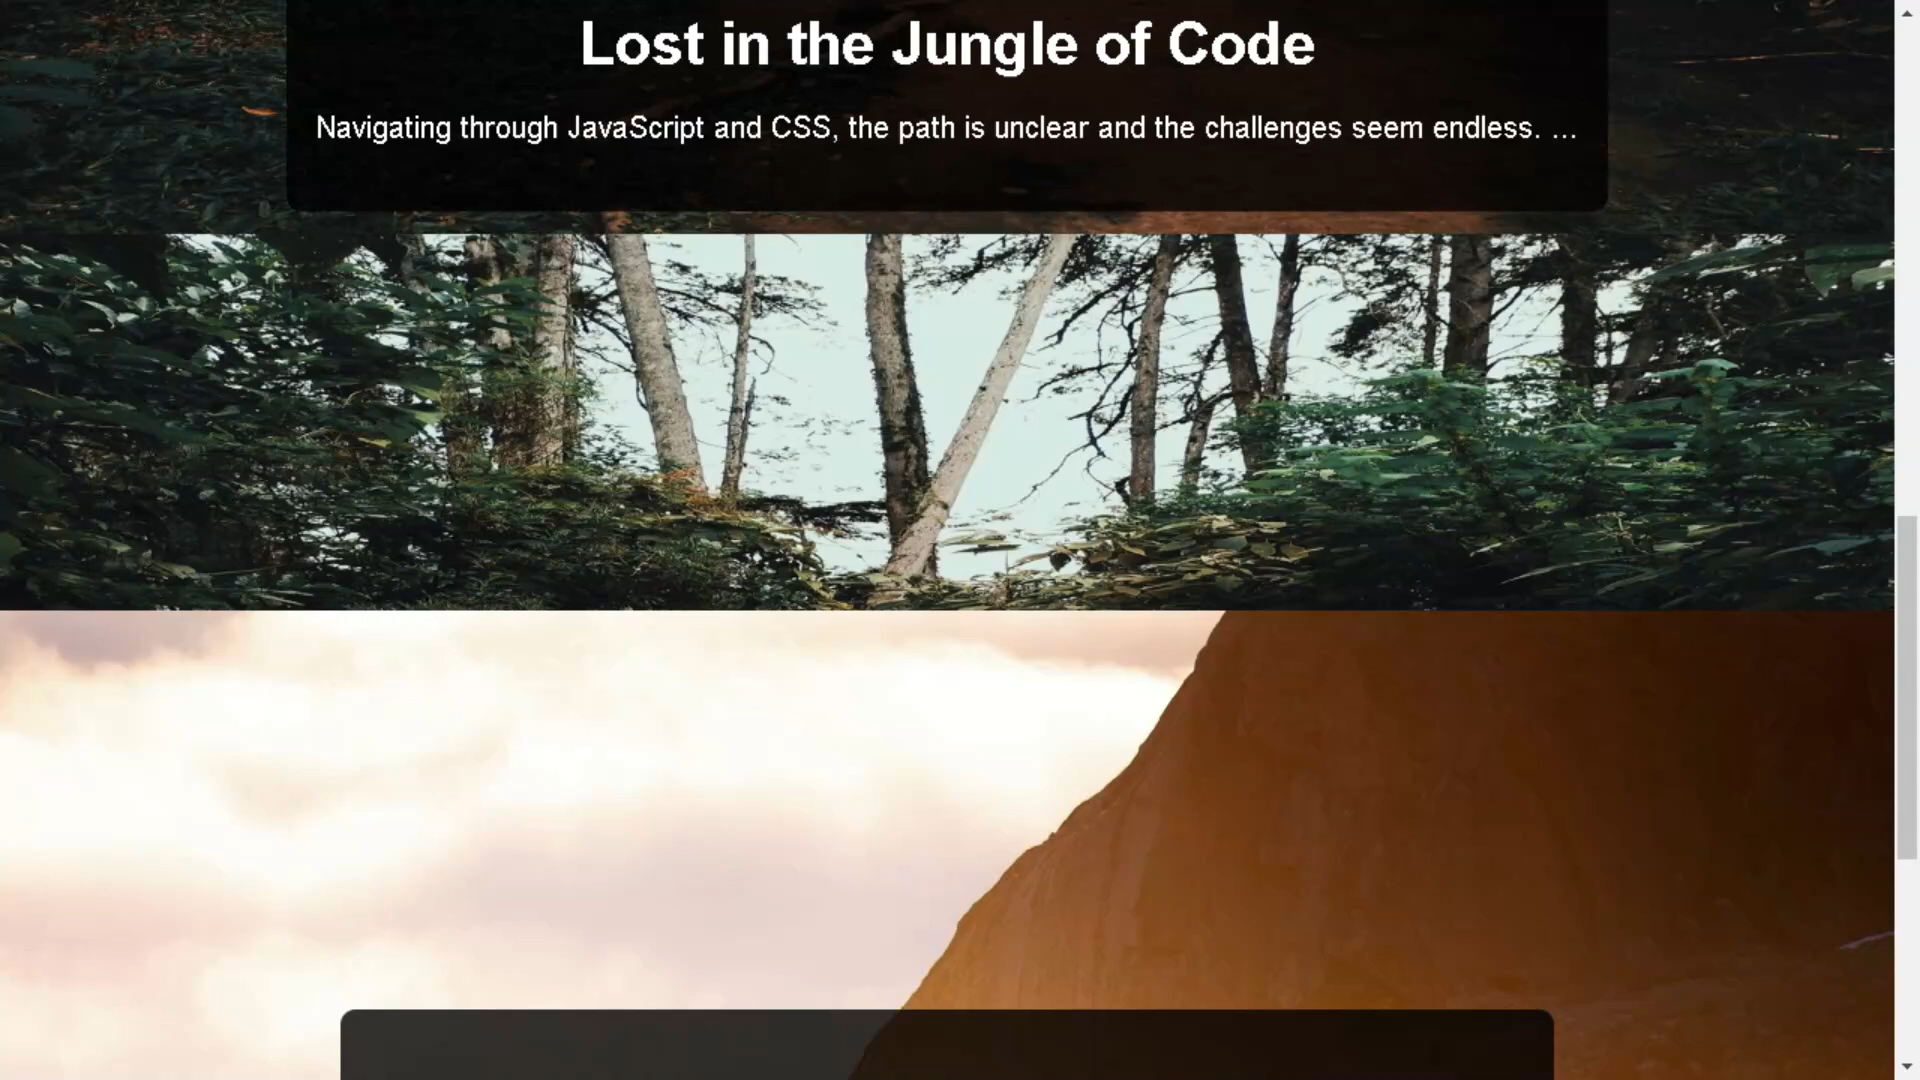 Lost in the Jungle of Code
Navigating through JavaScript and CSS, the path is unclear and the challenges seem endless. ...